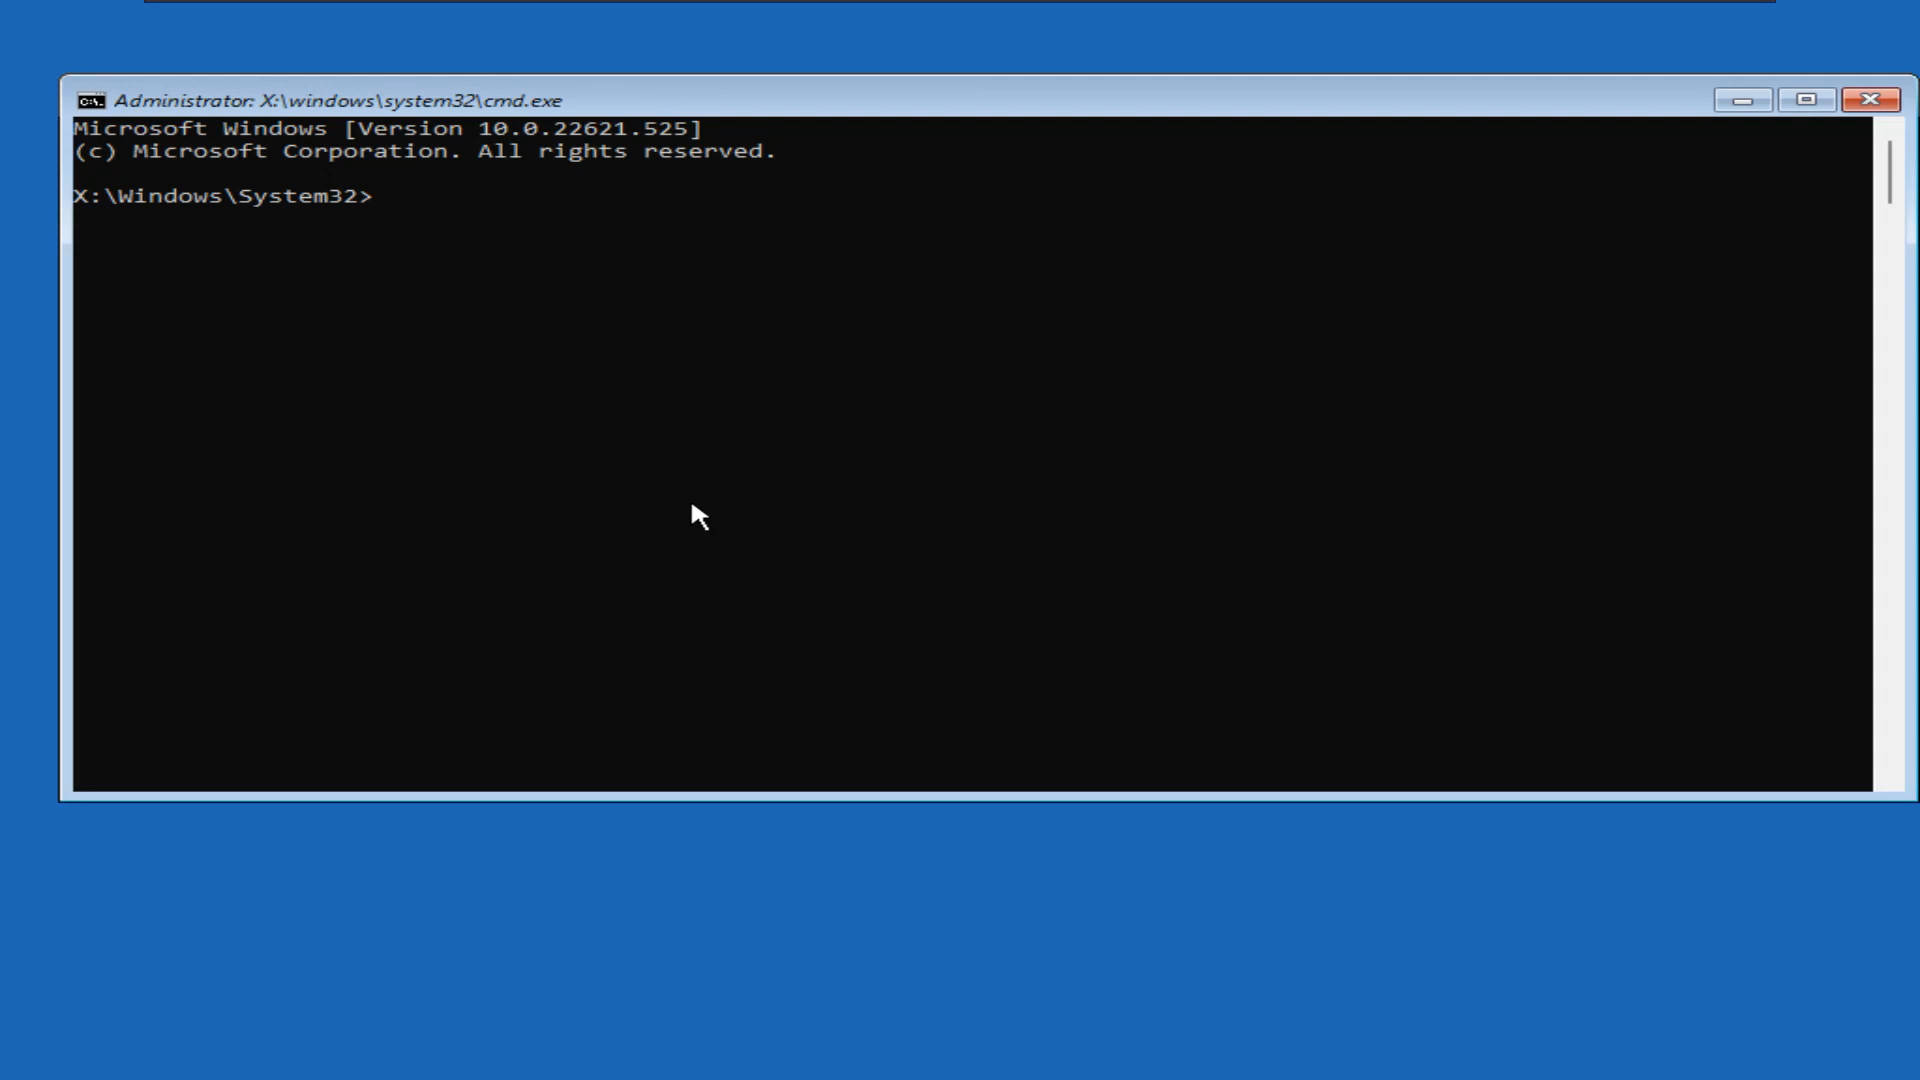 Administrator: X:\windows\system32\cmd.exe
Microsoft Windows [Version 10.0.22621.525]
(c) Microsoft Corporation. All rights reserved.
X:\Windows\System32>